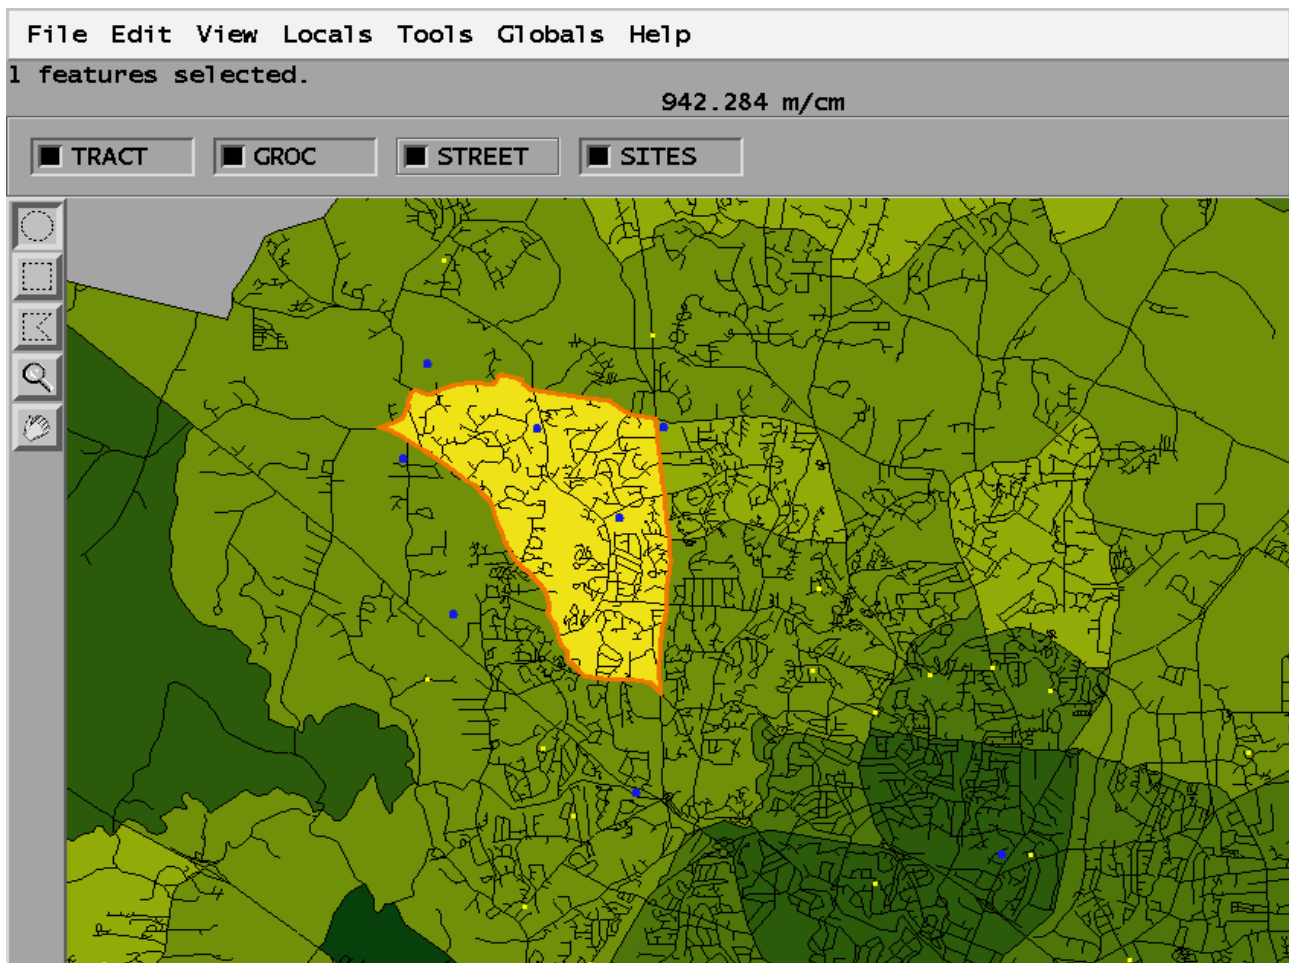 File Edit View Locals Tools Globals Help
1 features selected.
942.284 m/cm
TRACT GROC STREET SITES